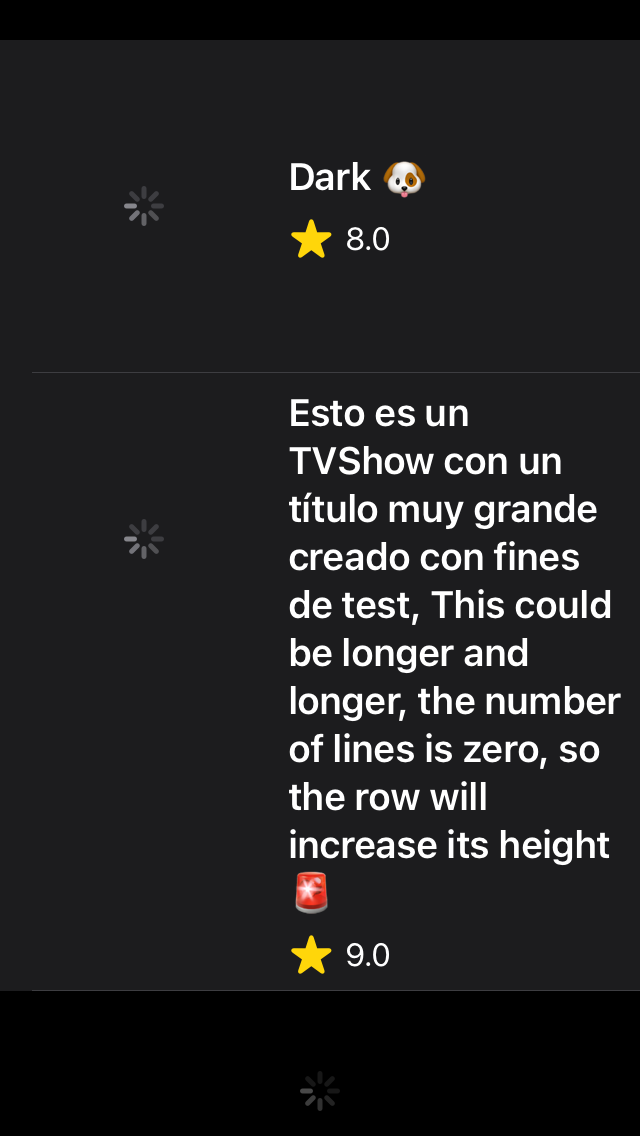 Dark 🐶
8.0
Esto es un
TVShow con un
título muy grande
creado con fines
de test, This could
be longer and
longer, the number
of lines is zero, so
the row will
increase its height
🚨
9.0